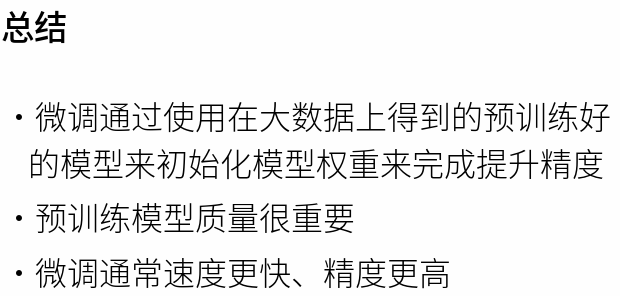 总结
• 微调通过使用在大数据上得到的预训练好
的模型来初始化模型权重来完成提升精度
• 预训练模型质量很重要
• 微调通常速度更快、精度更高